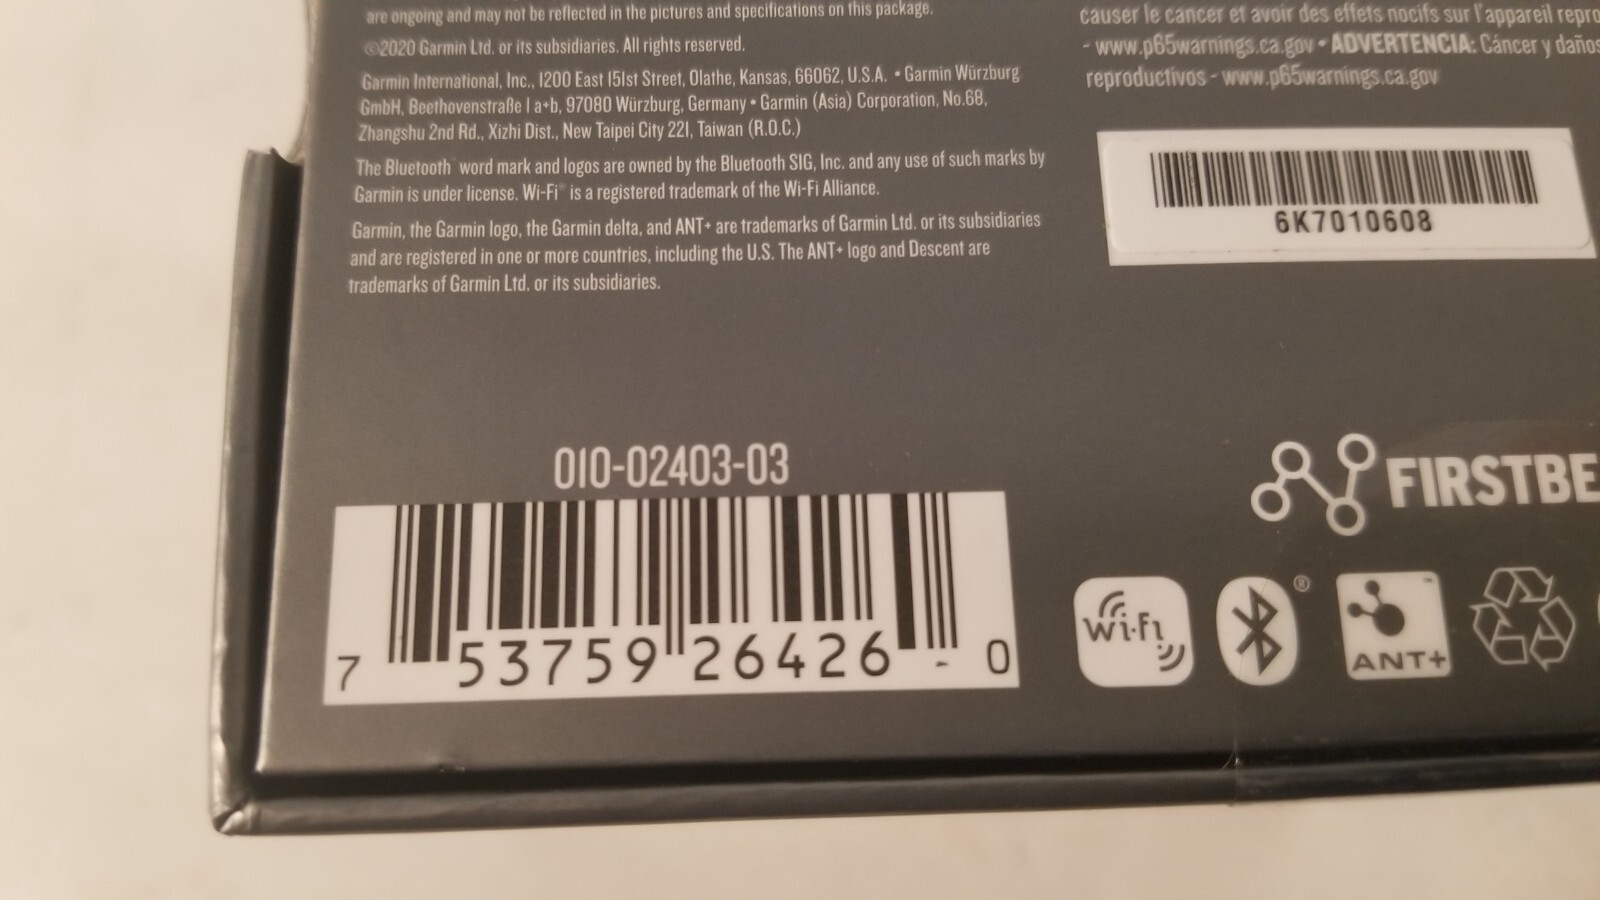 are ongoing and may not be reflected in the pictures and specifications on this package.
©2020 Garmin Ltd. or its subsidiaries. All rights reserved.
Garmin International, Inc., 1200 East 151st Street, Olathe, Kansas, 66062, U.S.A. • Garmin Würzburg
GmbH, Beethovenstraße 1 a+b, 97080 Würzburg, Germany • Garmin (Asia) Corporation, No.68,
Zhangshu 2nd Rd., Xizhi Dist., New Taipei City 221, Taiwan (R.O.C.)
The Bluetooth® word mark and logos are owned by the Bluetooth SIG, Inc. and any use of such marks by
Garmin is under license. Wi-Fi® is a registered trademark of the Wi-Fi Alliance.
Garmin, the Garmin logo, the Garmin delta, and ANT+ are trademarks of Garmin Ltd. or its subsidiaries
and are registered in one or more countries, including the U.S. The ANT+ logo and Descent are
trademarks of Garmin Ltd. or its subsidiaries.
causer le cancer et avoir des effets nocifs sur l'appareil repro
- www.p65warnings.ca.gov • ADVERTENCIA: Cáncer y daños
reproductivos - www.p65warnings.ca.gov
6K7010608
010-02403-03
7 53759 26426 - 0
FIRSTBE
Wi-Fi
®
ANT+
™